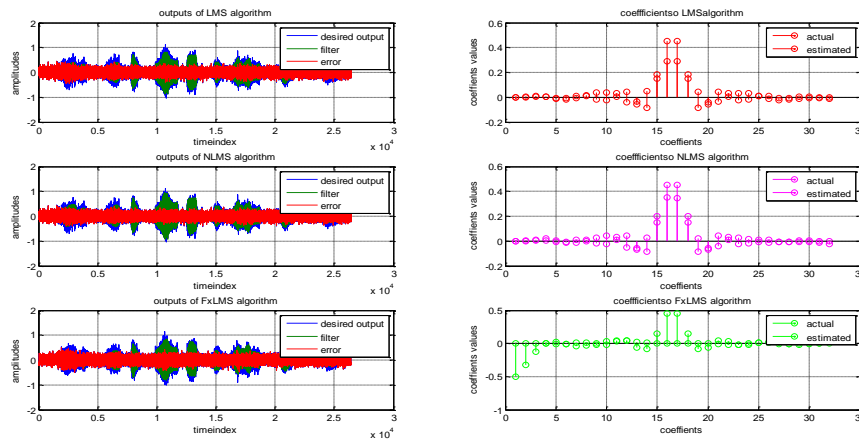 outputs of LMS algorithm
2
1
0
-1
-2
amplitudes
desired output
filter
error
0
0.5
1
1.5
2
2.5
3
timeindex
x 10^4
coeffficientso LMSalgorithm
0.6
0.4
0.2
0
-0.2
coeffients values
actual
estimated
0
5
10
15
20
25
30
35
coeffients
outputs of NLMS algorithm
2
1
0
-1
-2
amplitudes
desired output
filter
error
0
0.5
1
1.5
2
2.5
3
timeindex
x 10^4
coeffficientso NLMS algorithm
0.6
0.4
0.2
0
-0.2
coeffients values
actual
estimated
0
5
10
15
20
25
30
35
coeffients
outputs of FxLMS algorithm
2
1
0
-1
-2
amplitudes
desired output
filter
error
0
0.5
1
1.5
2
2.5
3
timeindex
x 10^4
coeffficientso FxLMS algorithm
0.5
0
-0.5
-1
coeffients values
actual
estimated
0
5
10
15
20
25
30
35
coeffients